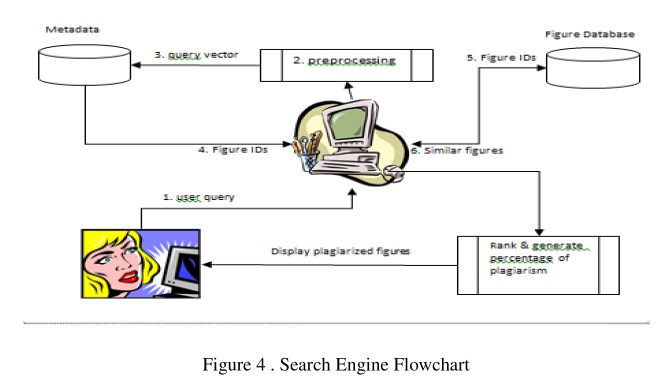 Metadata
Figure Database
3. query vector
2. preprocessing
5. Figure IDs
4. Figure IDs
6. Similar figures
1. user query
Rank & generate
percentage of
plagiarism
Display plagiarized figures
Figure 4 . Search Engine Flowchart